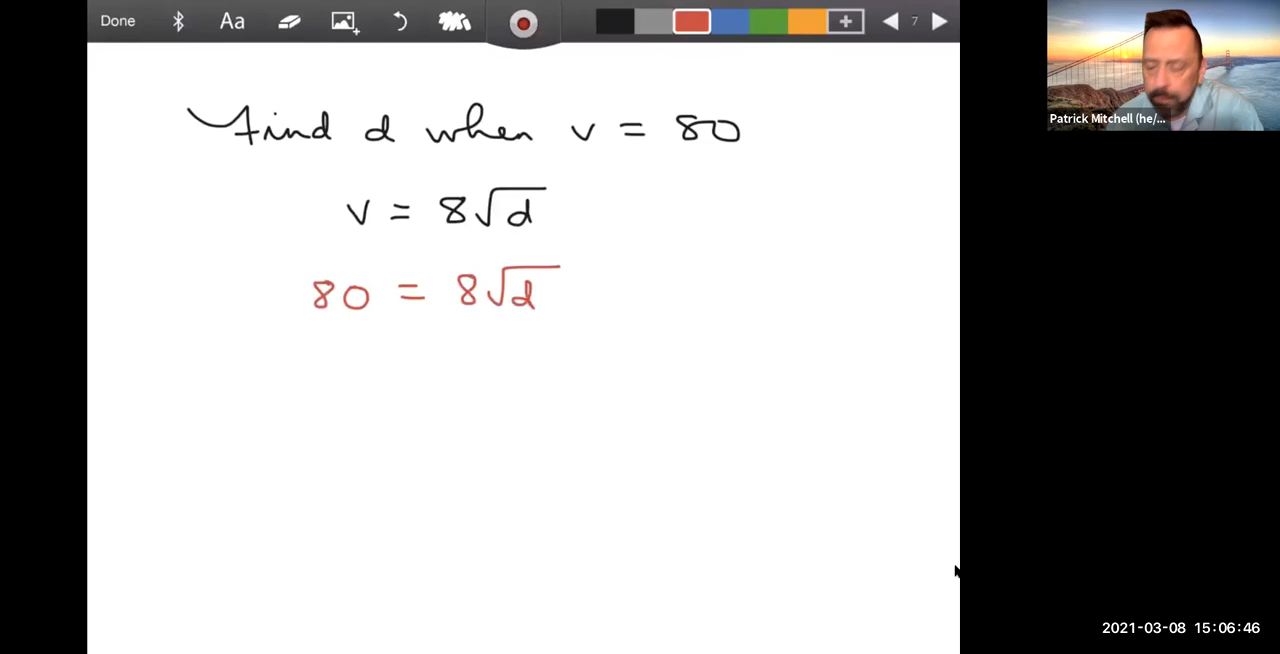 Done Aa 7
find d when v = 80
v = 8√d
80 = 8√d
Patrick Mitchell (he/...
2021-03-08 15:06:46